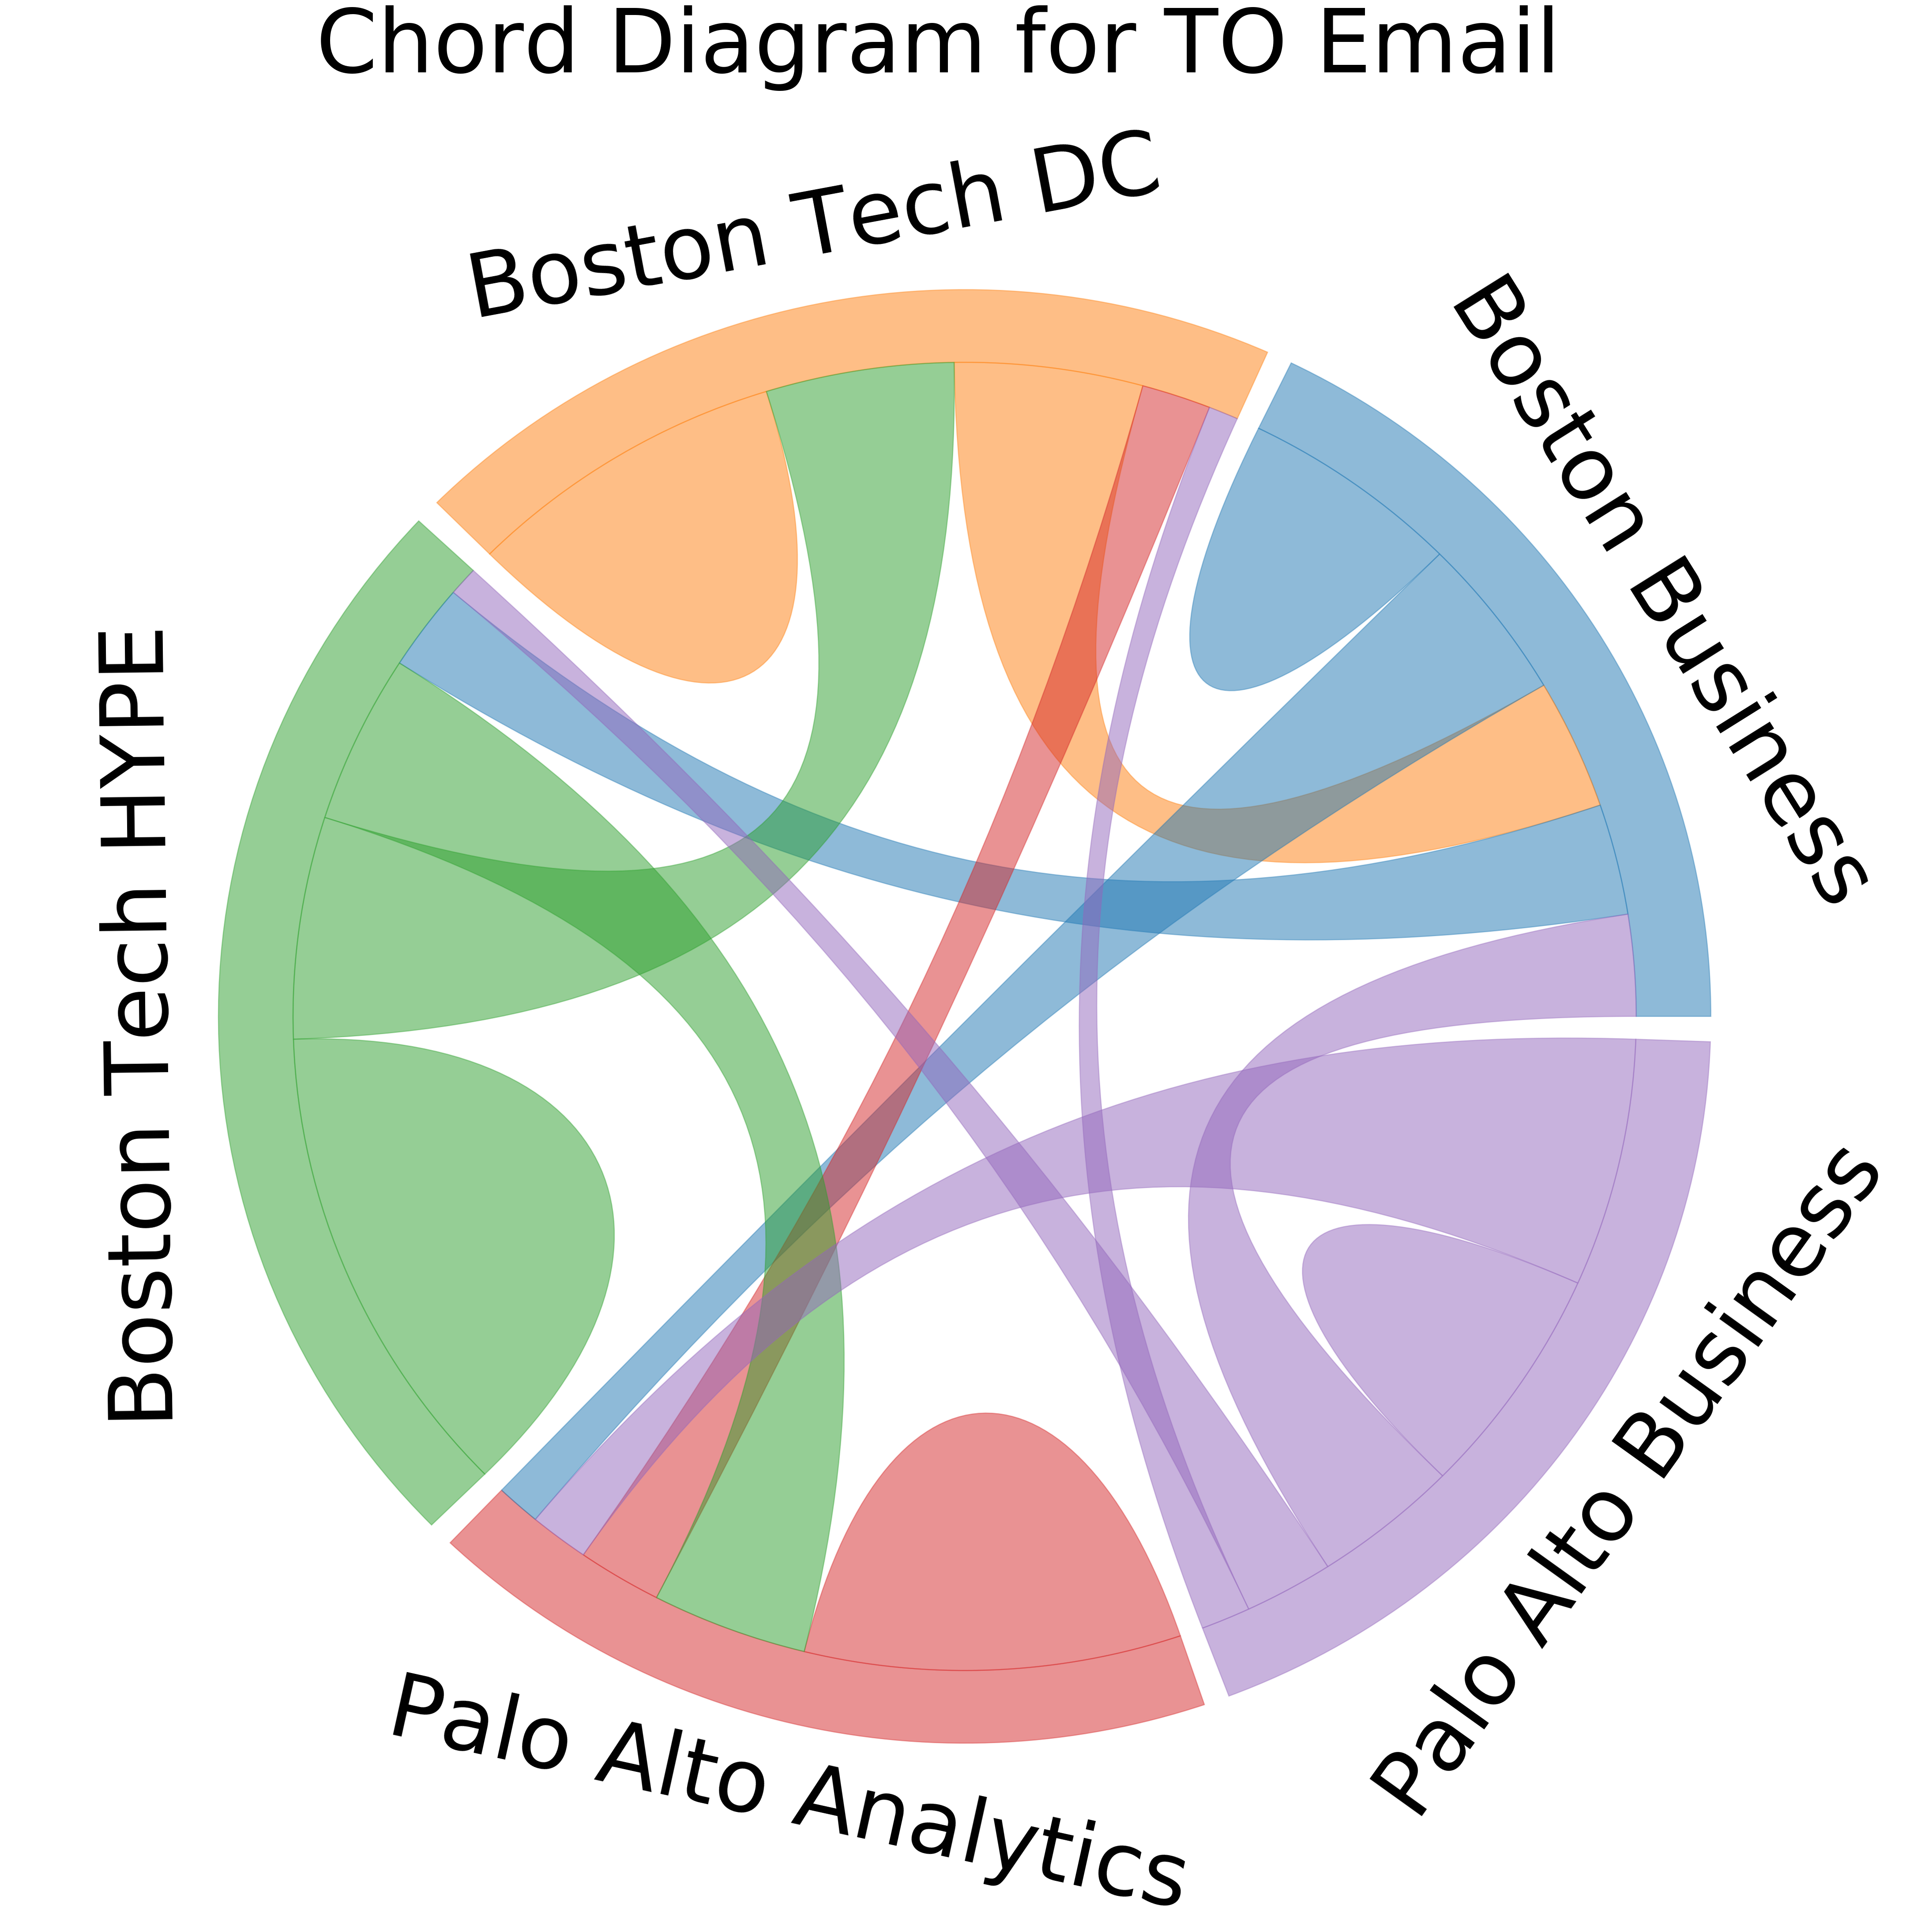 Chord Diagram for TO Email
Boston Tech DC
Boston Business
Boston Tech HYPE
Palo Alto Business
Palo Alto Analytics